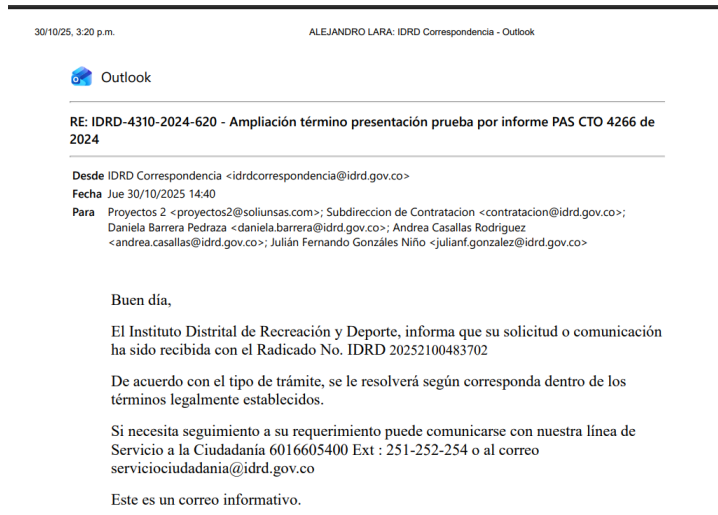 30/10/25, 3:20 p.m. ALEJANDRO LARA: IDRD Correspondencia - Outlook
Outlook
RE: IDRD-4310-2024-620 - Ampliación término presentación prueba por informe PAS CTO 4266 de
2024
Desde IDRD Correspondencia <idrdcorrespondencia@idrd.gov.co>
Fecha Jue 30/10/2025 14:40
Para Proyectos 2 <proyectos2@soliunsas.com>; Subdireccion de Contratacion <contratacion@idrd.gov.co>;
Daniela Barrera Pedraza <daniela.barrera@idrd.gov.co>; Andrea Casallas Rodriguez
<andrea.casallas@idrd.gov.co>; Julián Fernando Gonzáles Niño <julianf.gonzalez@idrd.gov.co>
Buen día,
El Instituto Distrital de Recreación y Deporte, informa que su solicitud o comunicación
ha sido recibida con el Radicado No. IDRD 20252100483702
De acuerdo con el tipo de trámite, se le resolverá según corresponda dentro de los
términos legalmente establecidos.
Si necesita seguimiento a su requerimiento puede comunicarse con nuestra línea de
Servicio a la Ciudadanía 6016605400 Ext : 251-252-254 o al correo
serviciociudadania@idrd.gov.co
Este es un correo informativo.